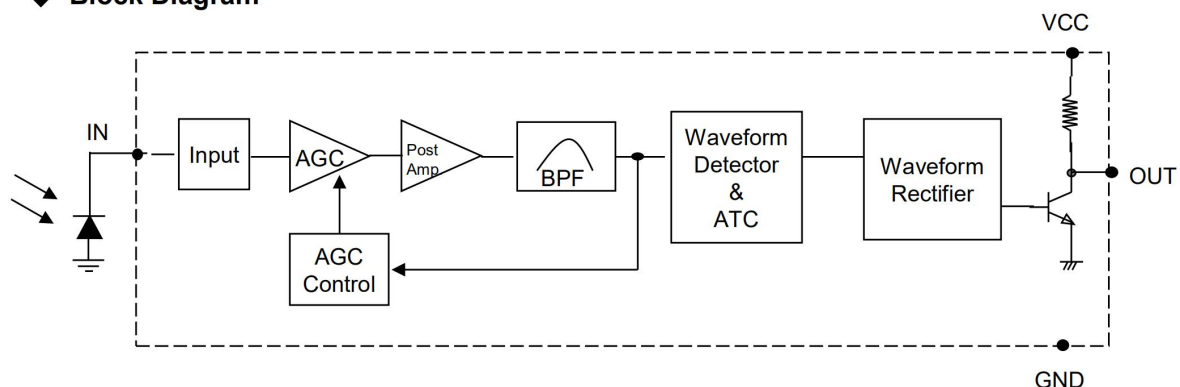 Block Diagram
VCC
IN
Input
AGC
Post
Amp
BPF
Waveform
Detector
&
ATC
Waveform
Rectifier
OUT
AGC
Control
GND